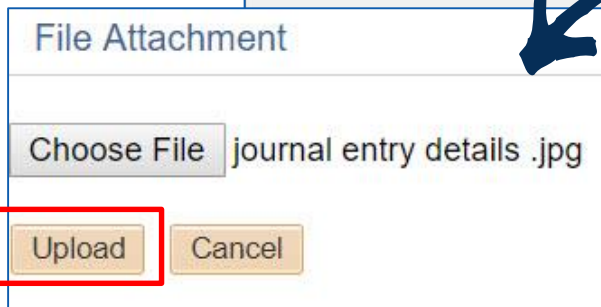 File Attachment
Choose File journal entry details .jpg
Upload Cancel